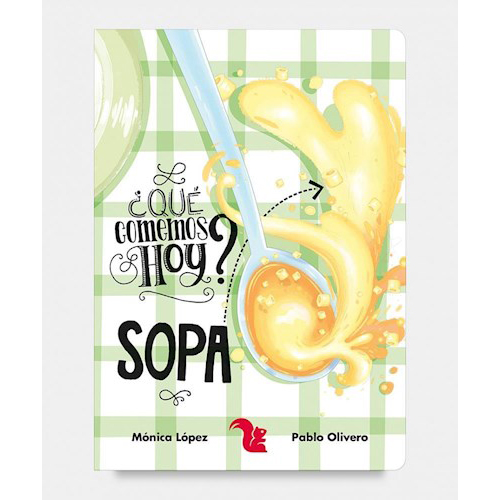 ¿QUÉ
comemos
HOY?
SOPA
Mónica López
Pablo Olivero